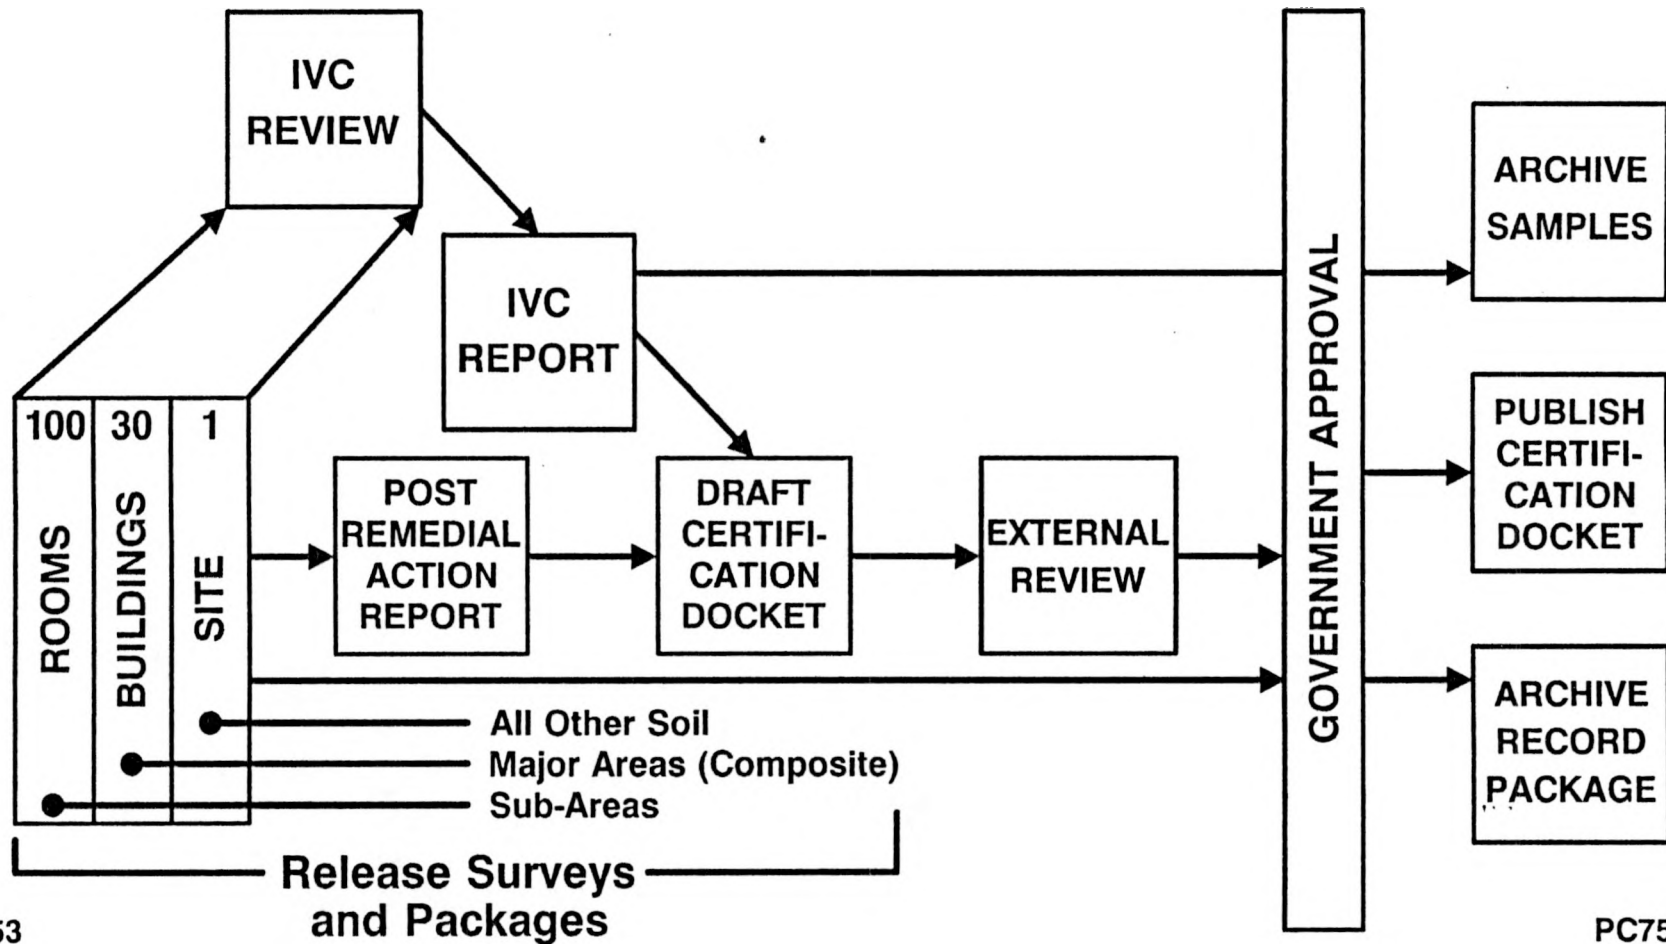 IVC
REVIEW
IVC
REPORT
100 30 1
ROOMS
BUILDINGS
SITE
POST
REMEDIAL
ACTION
REPORT
DRAFT
CERTIFI-
CATION
DOCKET
EXTERNAL
REVIEW
GOVERNMENT APPROVAL
ARCHIVE
SAMPLES
PUBLISH
CERTIFI-
CATION
DOCKET
ARCHIVE
RECORD
PACKAGE
All Other Soil
Major Areas (Composite)
Sub-Areas
Release Surveys
and Packages
53
PC75